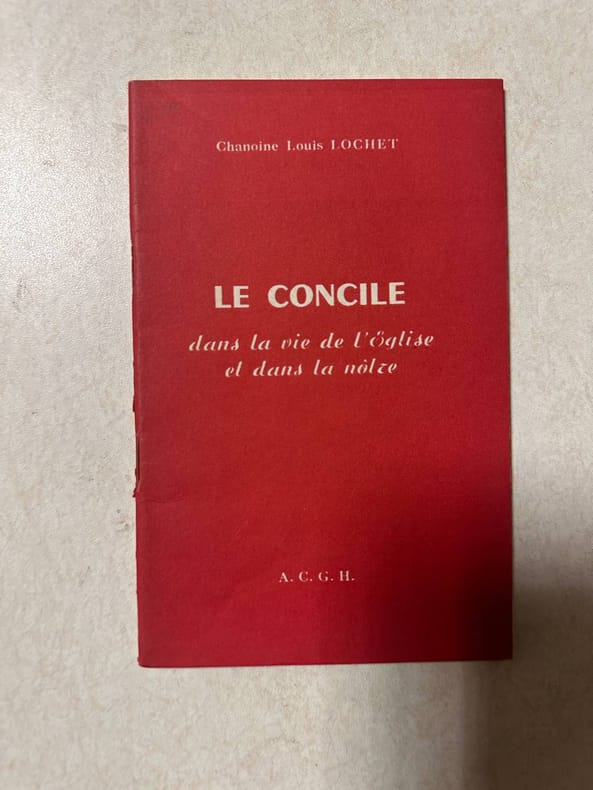 Chanoine Louis LOCHET
LE CONCILE
dans la vie de l'Église
et dans la nôtre
A. C. G. H.